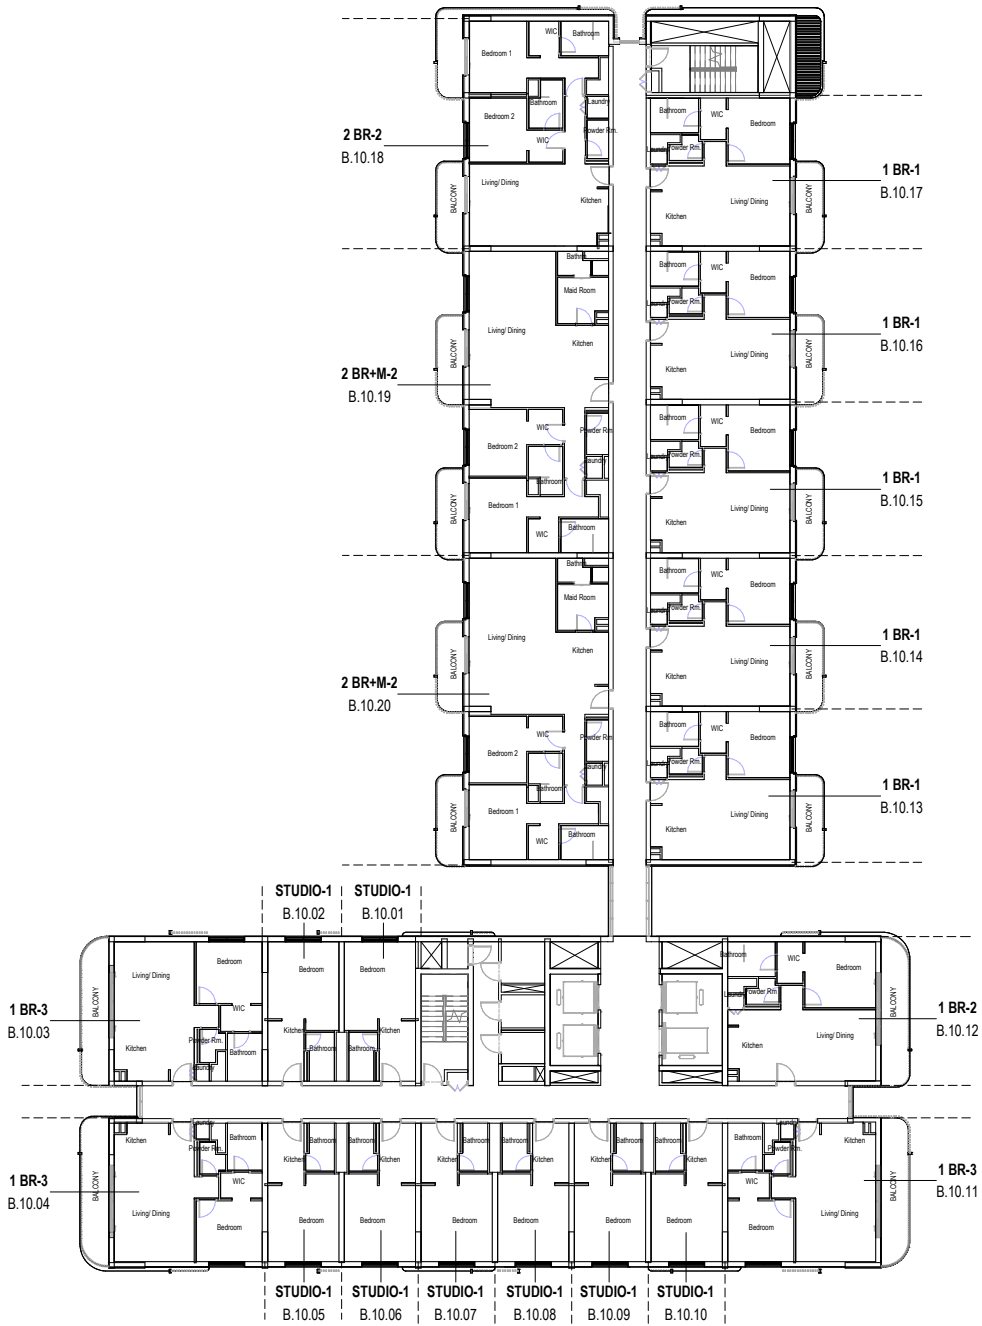 Bedroom 1
WIC
Bathroom
Bathroom
Laundry
Bedroom 2
Powder Rm.
WIC
2 BR-2
B.10.18
Living/ Dining
Kitchen
BALCONY
Bathroom
WIC
Bedroom
Laundry
Powder Rm.
1 BR-1
B.10.17
Living/ Dining
Kitchen
Maid Room
Living/ Dining
Kitchen
BALCONY
2 BR+M-2
B.10.19
Bathroom
WIC
Bedroom
Laundry
Powder Rm.
1 BR-1
B.10.16
Living/ Dining
Kitchen
BALCONY
WIC
Powder Rm.
Bedroom 2
Laundry
Bathroom
Bedroom 1
BALCONY
WIC
Bathroom
Bathroom
WIC
Bedroom
Laundry
Powder Rm.
1 BR-1
B.10.15
Living/ Dining
Kitchen
BALCONY
Maid Room
Living/ Dining
Kitchen
BALCONY
2 BR+M-2
B.10.20
Bathroom
WIC
Bedroom
Laundry
Powder Rm.
1 BR-1
B.10.14
Living/ Dining
Kitchen
BALCONY
WIC
Powder Rm.
Bedroom 2
Laundry
Bathroom
Bedroom 1
BALCONY
WIC
Bathroom
Bathroom
WIC
Bedroom
Laundry
Powder Rm.
1 BR-1
B.10.13
Living/ Dining
Kitchen
BALCONY
BALCONY
STUDIO-1
B.10.02
STUDIO-1
B.10.01
Living/ Dining
Bedroom
Bedroom
Bedroom
BALCONY
1 BR-3
B.10.03
WIC
Kitchen
Powder Rm.
Bathroom
Laundry
Kitchen
Bathroom
Bathroom
Kitchen
Bathroom
WIC
Bedroom
Laundry
Powder Rm.
BALCONY
1 BR-2
B.10.12
Living/ Dining
Kitchen
Kitchen
Laundry
Powder Rm.
Bathroom
WIC
BALCONY
1 BR-3
B.10.04
Living/ Dining
Bedroom
Kitchen
Bathroom
Bathroom
Kitchen
Kitchen
Bathroom
Bathroom
Kitchen
Kitchen
Bathroom
Bathroom
Kitchen
Bedroom
Bedroom
Bedroom
Bedroom
Bedroom
Bedroom
Bathroom
Laundry
Powder Rm.
Kitchen
WIC
BALCONY
1 BR-3
B.10.11
Bedroom
Living/ Dining
STUDIO-1
B.10.05
STUDIO-1
B.10.06
STUDIO-1
B.10.07
STUDIO-1
B.10.08
STUDIO-1
B.10.09
STUDIO-1
B.10.10